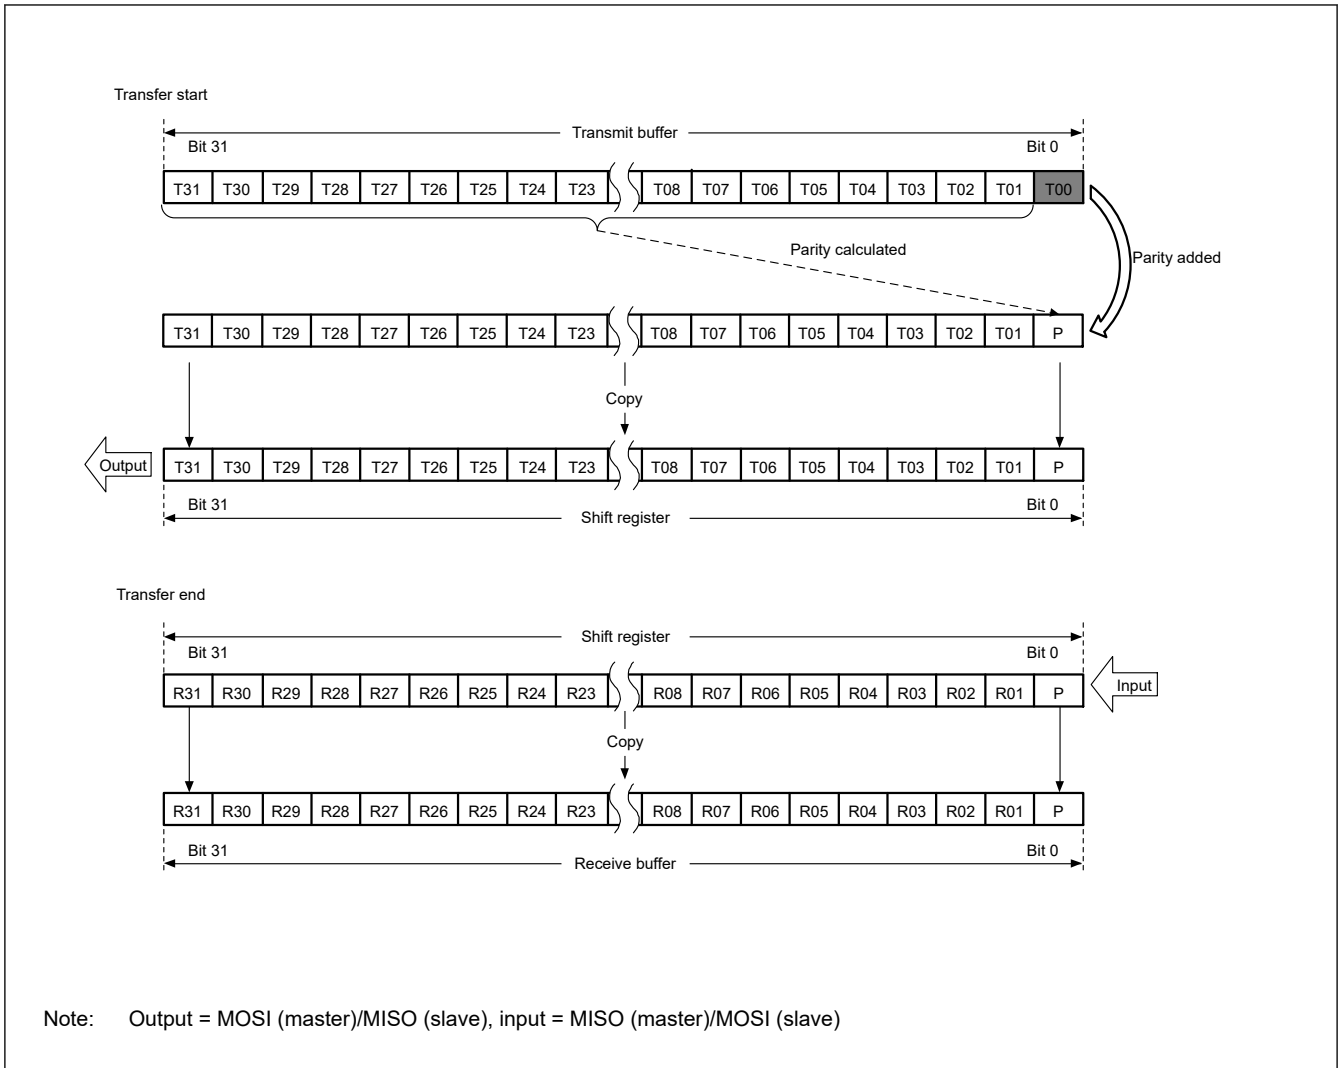 Transfer start
Transmit buffer
Bit 31 Bit 0
T31 T30 T29 T28 T27 T26 T25 T24 T23 T08 T07 T06 T05 T04 T03 T02 T01 T00
Parity calculated
Parity added
T31 T30 T29 T28 T27 T26 T25 T24 T23 T08 T07 T06 T05 T04 T03 T02 T01 P
Copy
Output T31 T30 T29 T28 T27 T26 T25 T24 T23 T08 T07 T06 T05 T04 T03 T02 T01 P
Bit 31 Bit 0
Shift register
Transfer end
Shift register
Bit 31 Bit 0
R31 R30 R29 R28 R27 R26 R25 R24 R23 R08 R07 R06 R05 R04 R03 R02 R01 P Input
Copy
R31 R30 R29 R28 R27 R26 R25 R24 R23 R08 R07 R06 R05 R04 R03 R02 R01 P
Bit 31 Bit 0
Receive buffer
Note: Output = MOSI (master)/MISO (slave), input = MISO (master)/MOSI (slave)